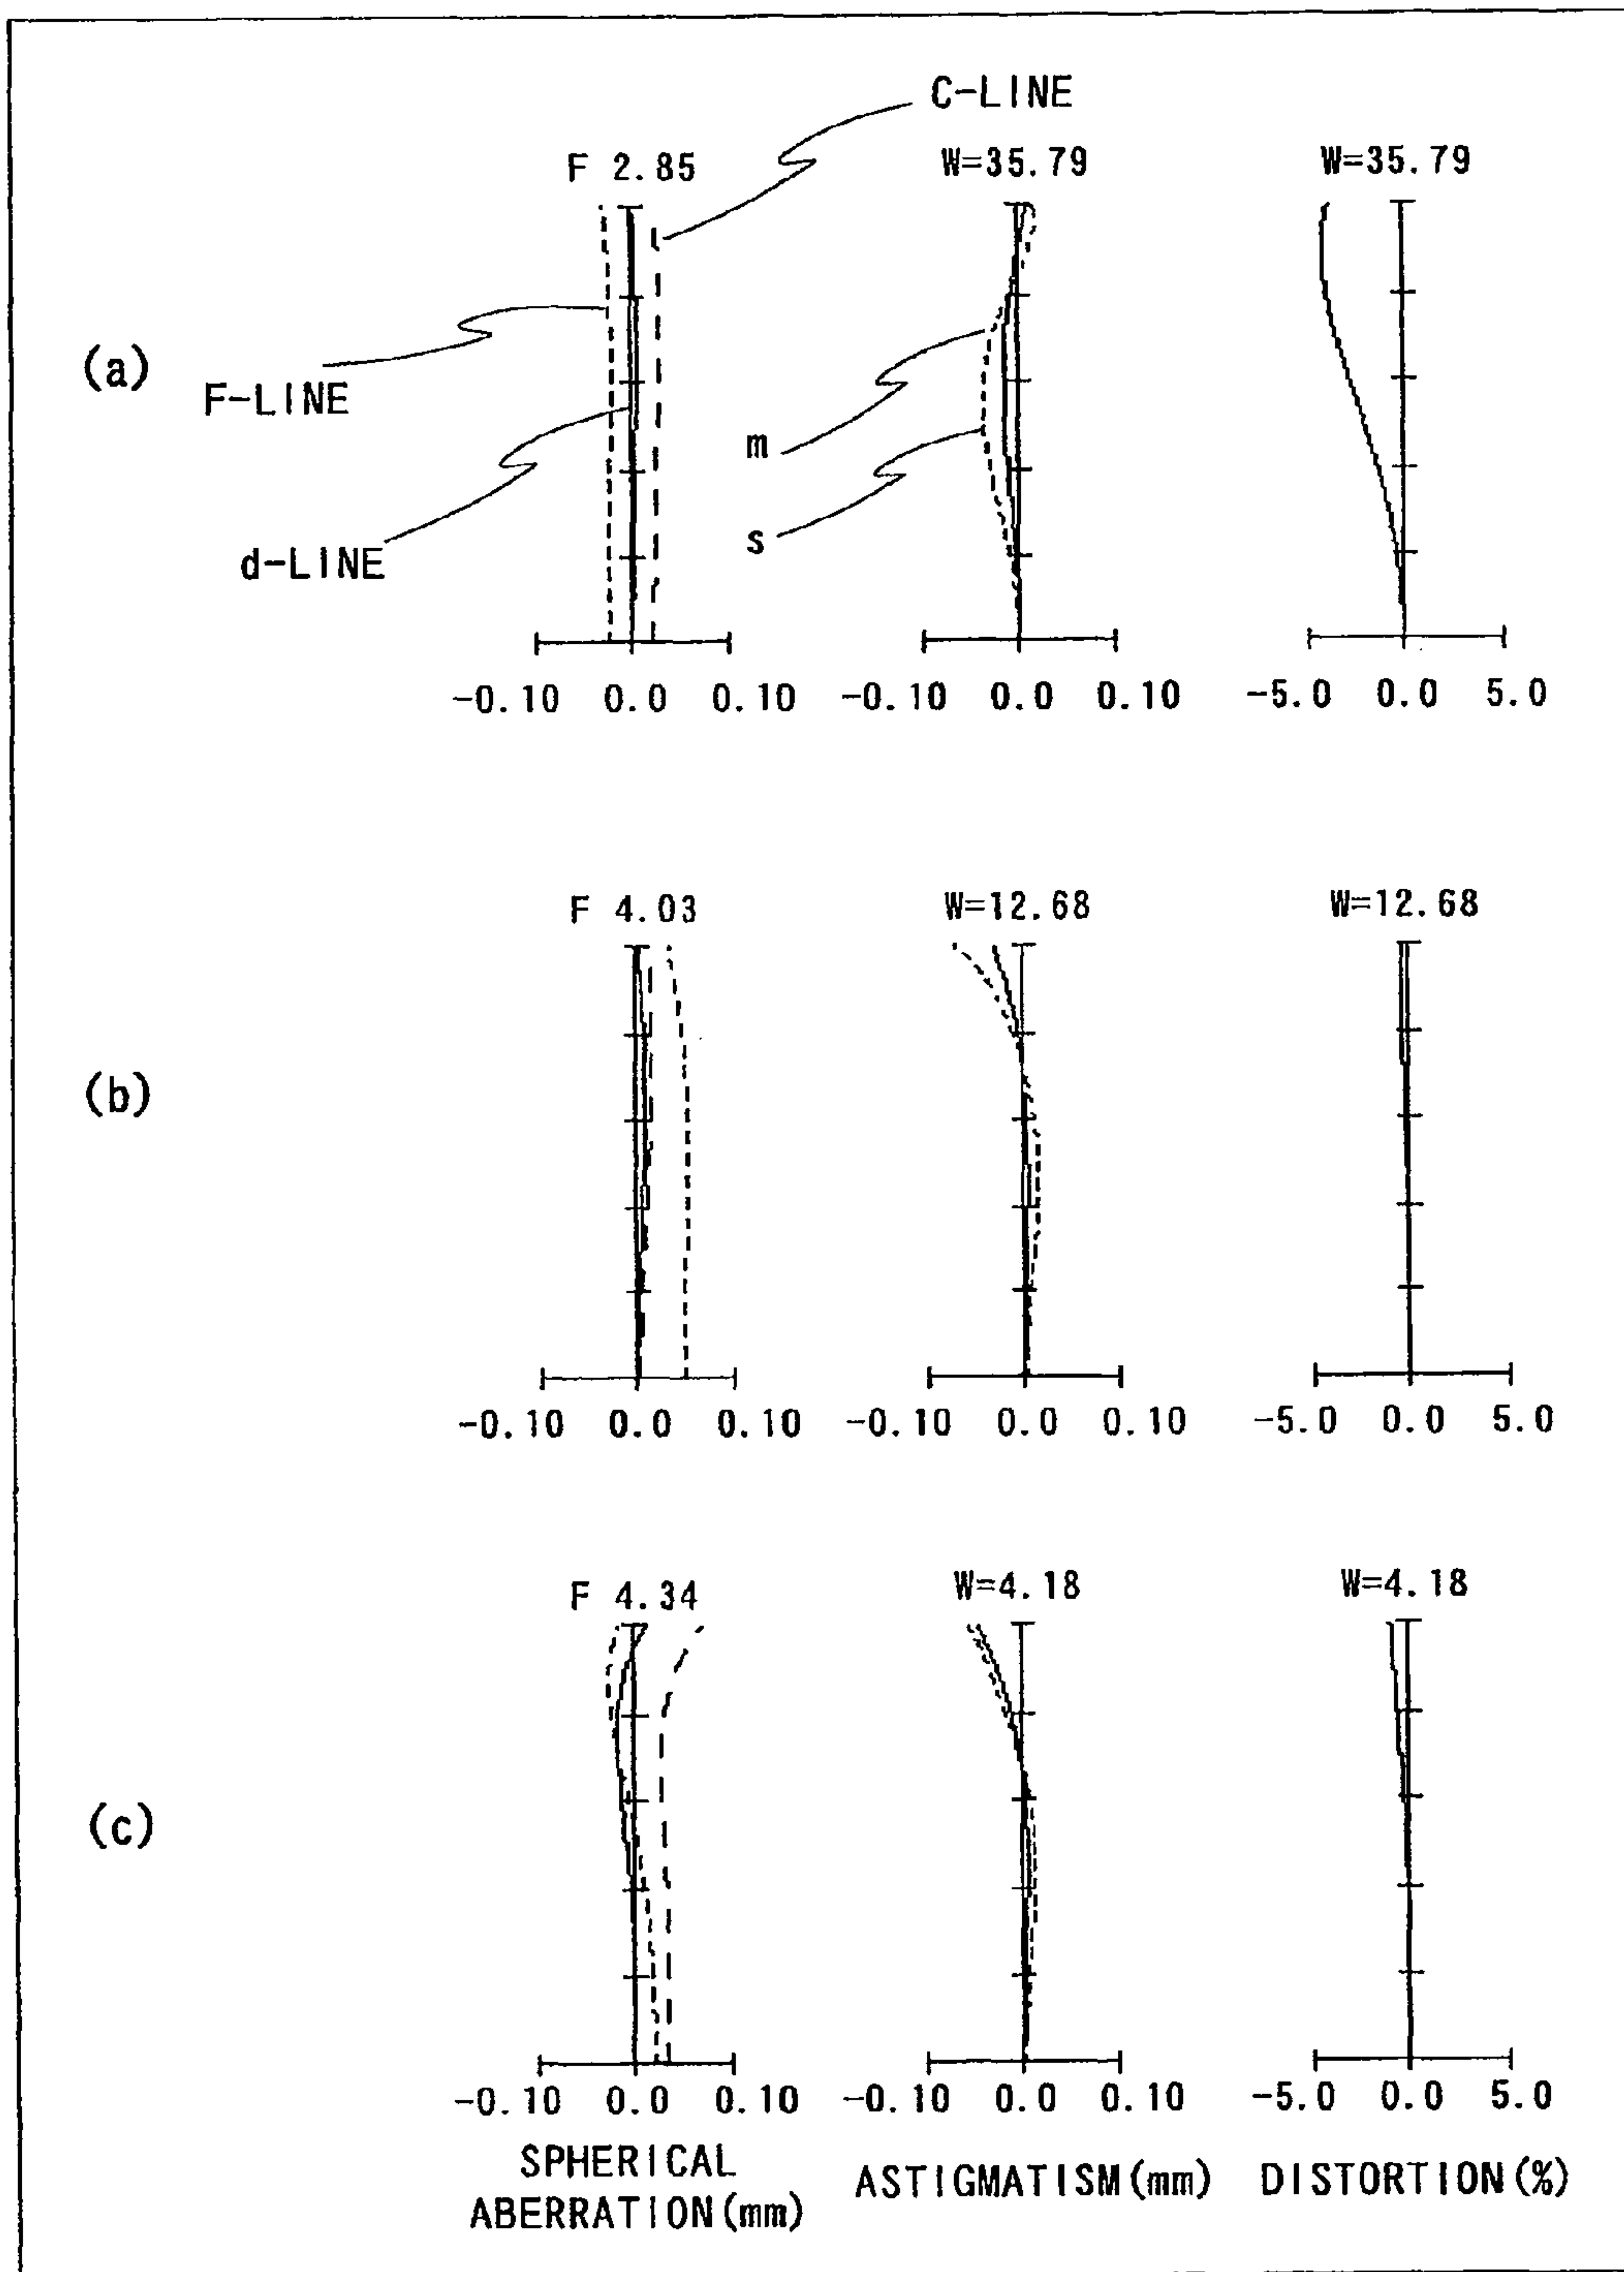 C-LINE
F 2.85 W=35.79 W=35.79
(a)
F-LINE
m
s
d-LINE
-0.10 0.0 0.10 -0.10 0.0 0.10 -5.0 0.0 5.0
F 4.03 W=12.68 W=12.68
(b)
-0.10 0.0 0.10 -0.10 0.0 0.10 -5.0 0.0 5.0
F 4.34 W=4.18 W=4.18
(c)
-0.10 0.0 0.10 -0.10 0.0 0.10 -5.0 0.0 5.0
SPHERICAL
ABERRATION(mm) ASTIGMATISM(mm) DISTORTION(%)